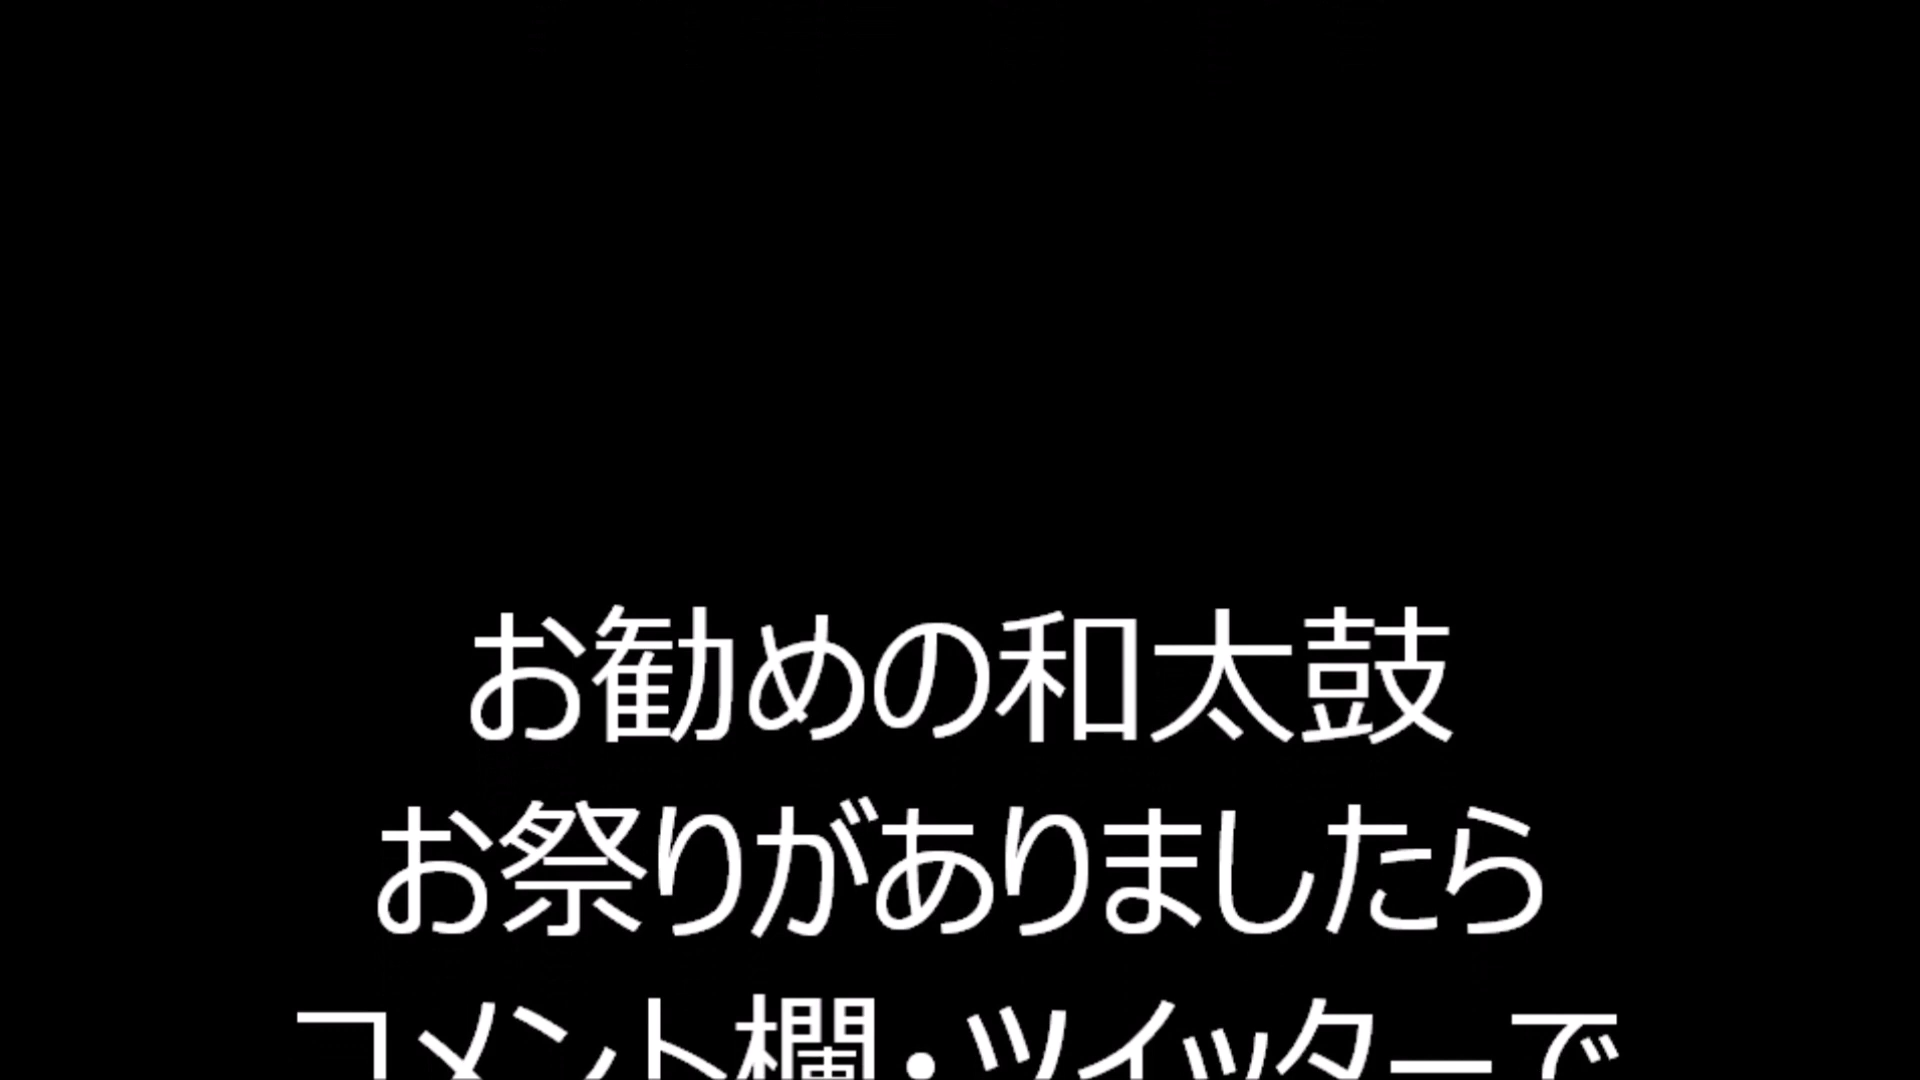 お勧めの和太鼓
お祭りがありましたら
コメント欄・ツイッターで